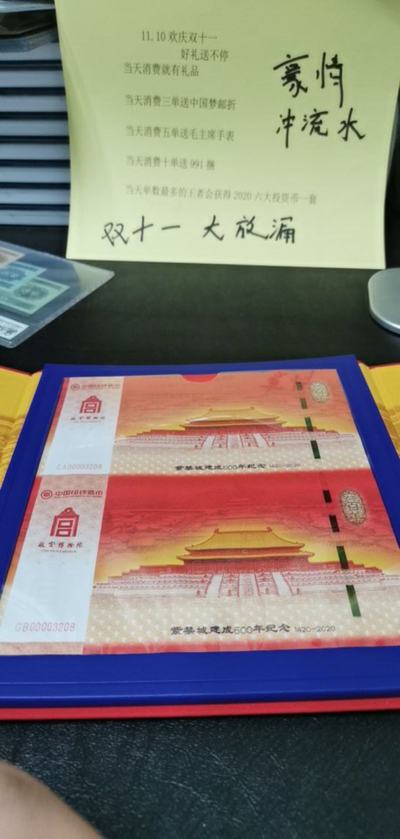 11.10 欢庆双十一
好礼送不停
当天消费就有礼品
当天消费三单送中国梦邮折
当天消费五单送毛主席手表
当天消费十单送 991 捆
当天单数最多的王者会获得 2020 六大投资币一套
豪情
冲流水
双十一 大放漏
中国印钞造币
宫
故宫博物院
GA00003208
紫禁城建成600年纪念 1420-2020
中国印钞造币
宫
故宫博物院
GB00003208
紫禁城建成600年纪念 1420-2020